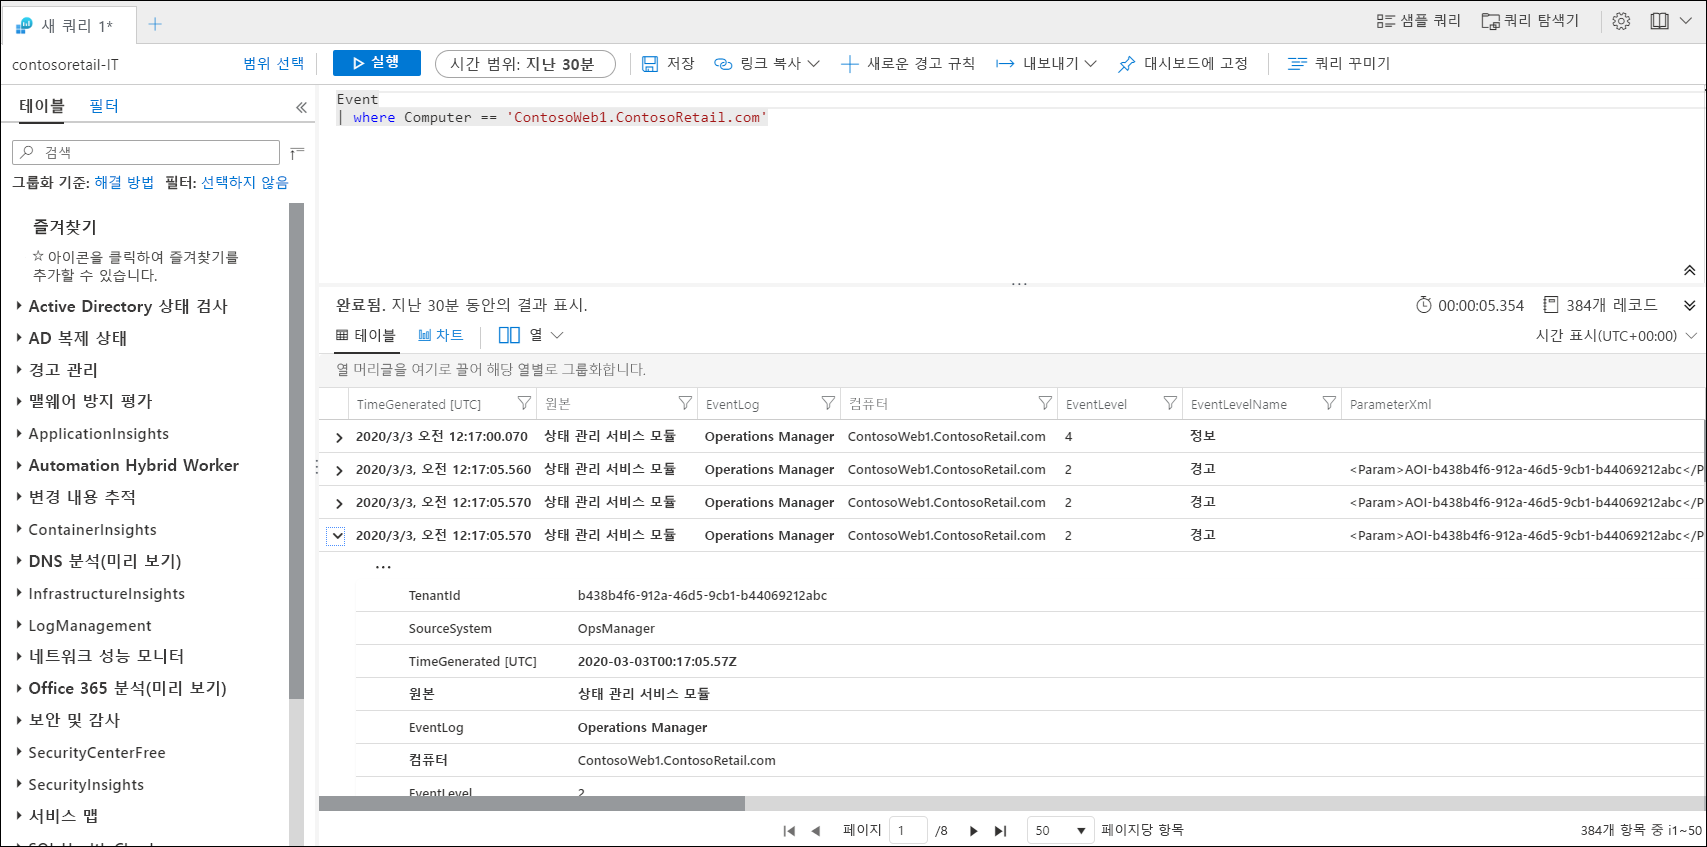 새 쿼리 1*
샘플 쿼리
쿼리 탐색기
contosoretail-IT
범위 선택
실행
시간 범위: 지난 30분
저장
링크 복사
새로운 경고 규칙
내보내기
대시보드에 고정
쿼리 꾸미기
테이블
필터
검색
그룹화 기준: 해결 방법 필터: 선택하지 않음
즐겨찾기
아이콘을 클릭하여 즐겨찾기를
추가할 수 있습니다.
Active Directory 상태 검사
AD 복제 상태
경고 관리
맬웨어 방지 평가
ApplicationInsights
Automation Hybrid Worker
변경 내용 추적
ContainerInsights
DNS 분석(미리 보기)
InfrastructureInsights
LogManagement
네트워크 성능 모니터
Office 365 분석(미리 보기)
보안 및 감사
SecurityCenterFree
SecurityInsights
서비스 맵
Event
| where Computer == 'ContosoWeb1.ContosoRetail.com'
...
완료됨. 지난 30분 동안의 결과 표시.
00:00:05.354
384개 레코드
테이블
차트
열
시간 표시(UTC+00:00)
열 머리글을 여기로 끌어 해당 열별로 그룹화합니다.
TimeGenerated [UTC] 원본 EventLog 컴퓨터 EventLevel EventLevelName ParameterXml
2020/3/3 오전 12:17:00.070 상태 관리 서비스 모듈 Operations Manager ContosoWeb1.ContosoRetail.com 4 정보
2020/3/3, 오전 12:17:05.560 상태 관리 서비스 모듈 Operations Manager ContosoWeb1.ContosoRetail.com 2 경고 <Param>AOI-b438b4f6-912a-46d5-9cb1-b44069212abc</P
2020/3/3, 오전 12:17:05.570 상태 관리 서비스 모듈 Operations Manager ContosoWeb1.ContosoRetail.com 2 경고 <Param>AOI-b438b4f6-912a-46d5-9cb1-b44069212abc</P
2020/3/3, 오전 12:17:05.570 상태 관리 서비스 모듈 Operations Manager ContosoWeb1.ContosoRetail.com 2 경고 <Param>AOI-b438b4f6-912a-46d5-9cb1-b44069212abc</P
...
TenantId b438b4f6-912a-46d5-9cb1-b44069212abc
SourceSystem OpsManager
TimeGenerated [UTC] 2020-03-03T00:17:05.57Z
원본 상태 관리 서비스 모듈
EventLog Operations Manager
컴퓨터 ContosoWeb1.ContosoRetail.com
EventLevel 2
페이지 1 /8
50 페이지당 항목
384개 항목 중 i1~50